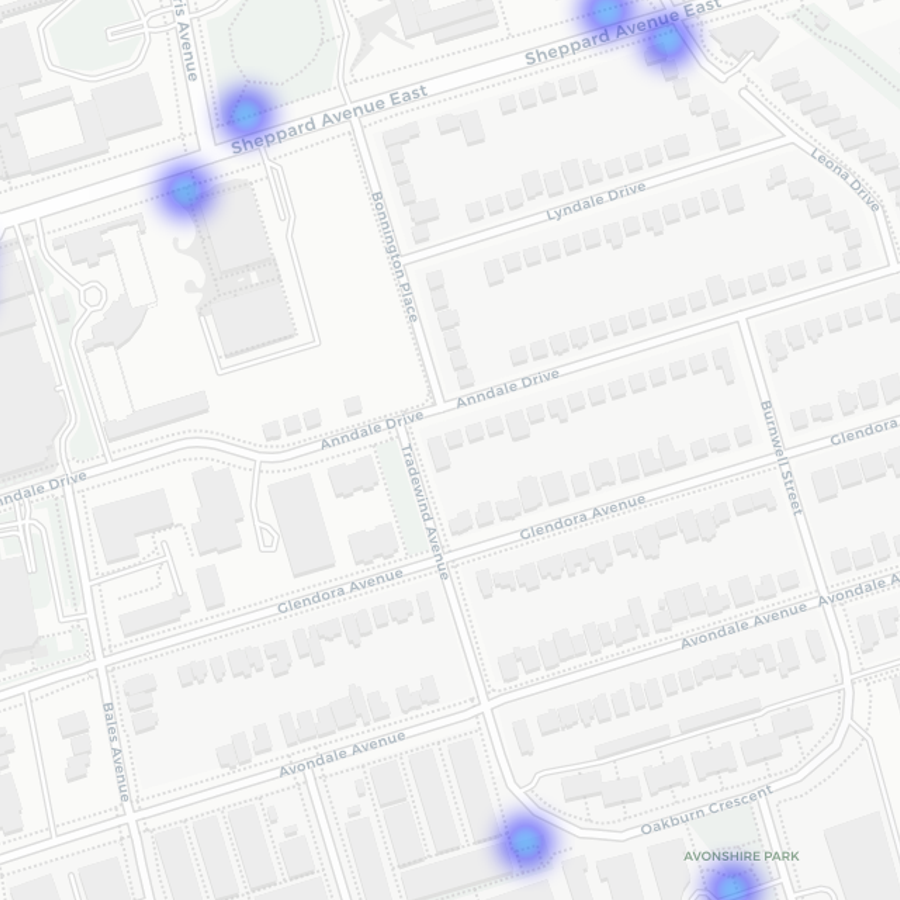 Sheppard Avenue East
Sheppard Avenue East
Leona Drive
Lyndale Drive
Bonnington Place
Anndale Drive
Anndale Drive
Burnwell Street
Glendora
Tradewind Avenue
Glendora Avenue
Glendora Avenue
Avondale A
Avondale Avenue
Bales Avenue
Avondale Avenue
Oakburn Crescent
AVONSHIRE PARK
ris Avenue
nndale Drive